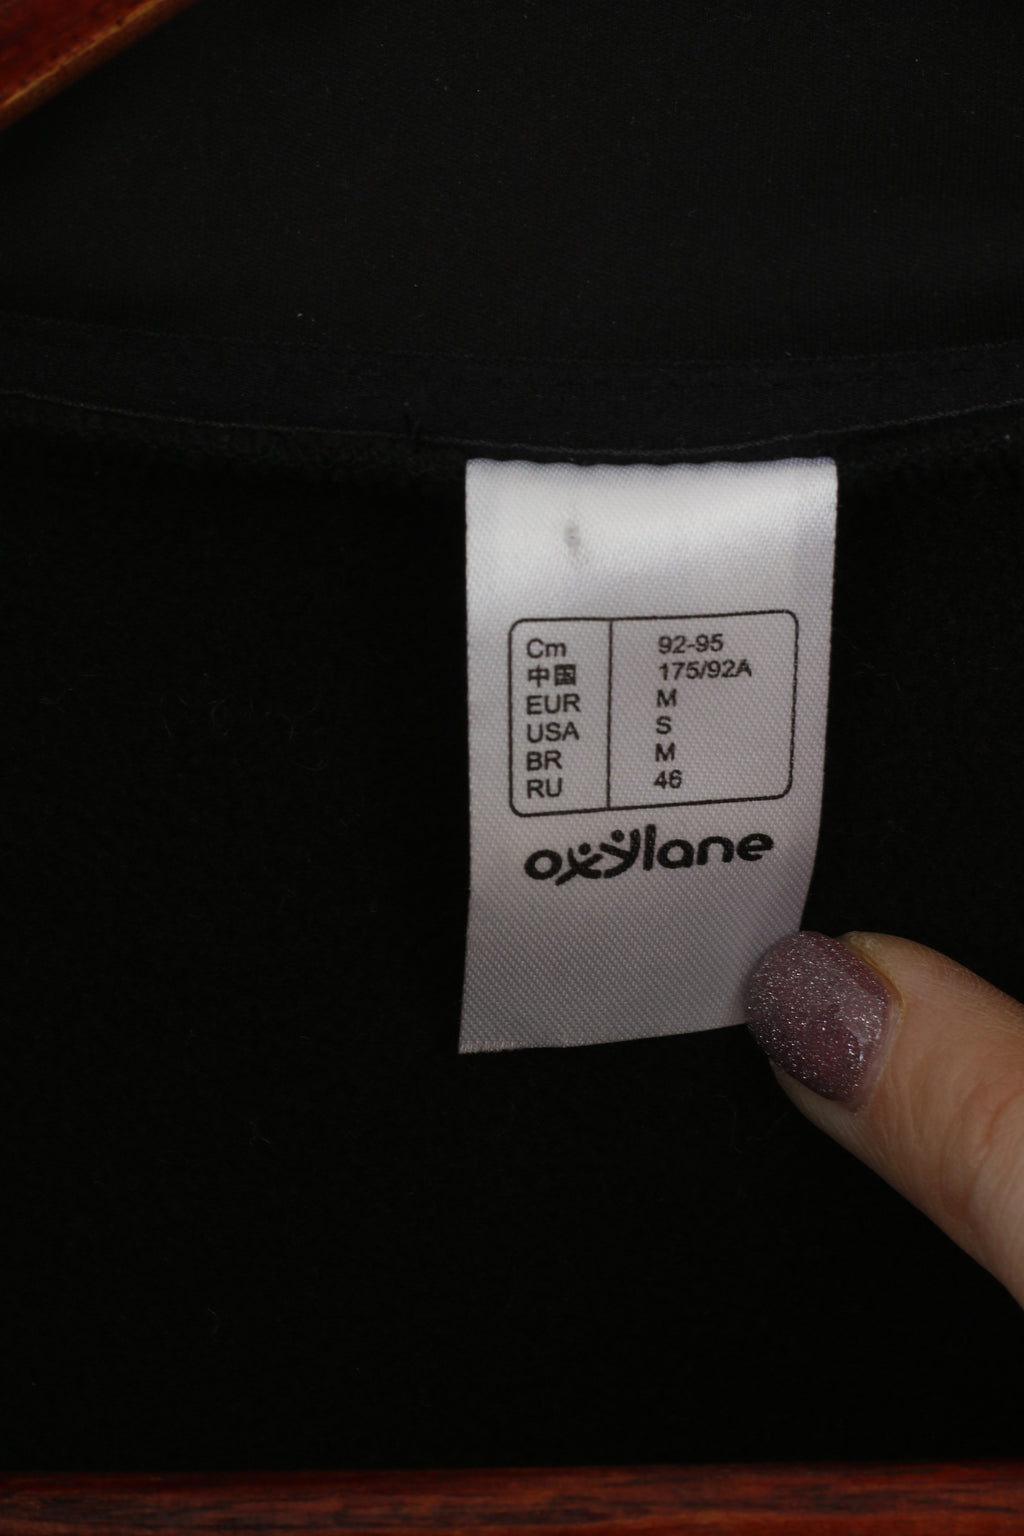 Cm 92-95
中国 175/92A
EUR M
USA S
BR M
RU 46
oxylane